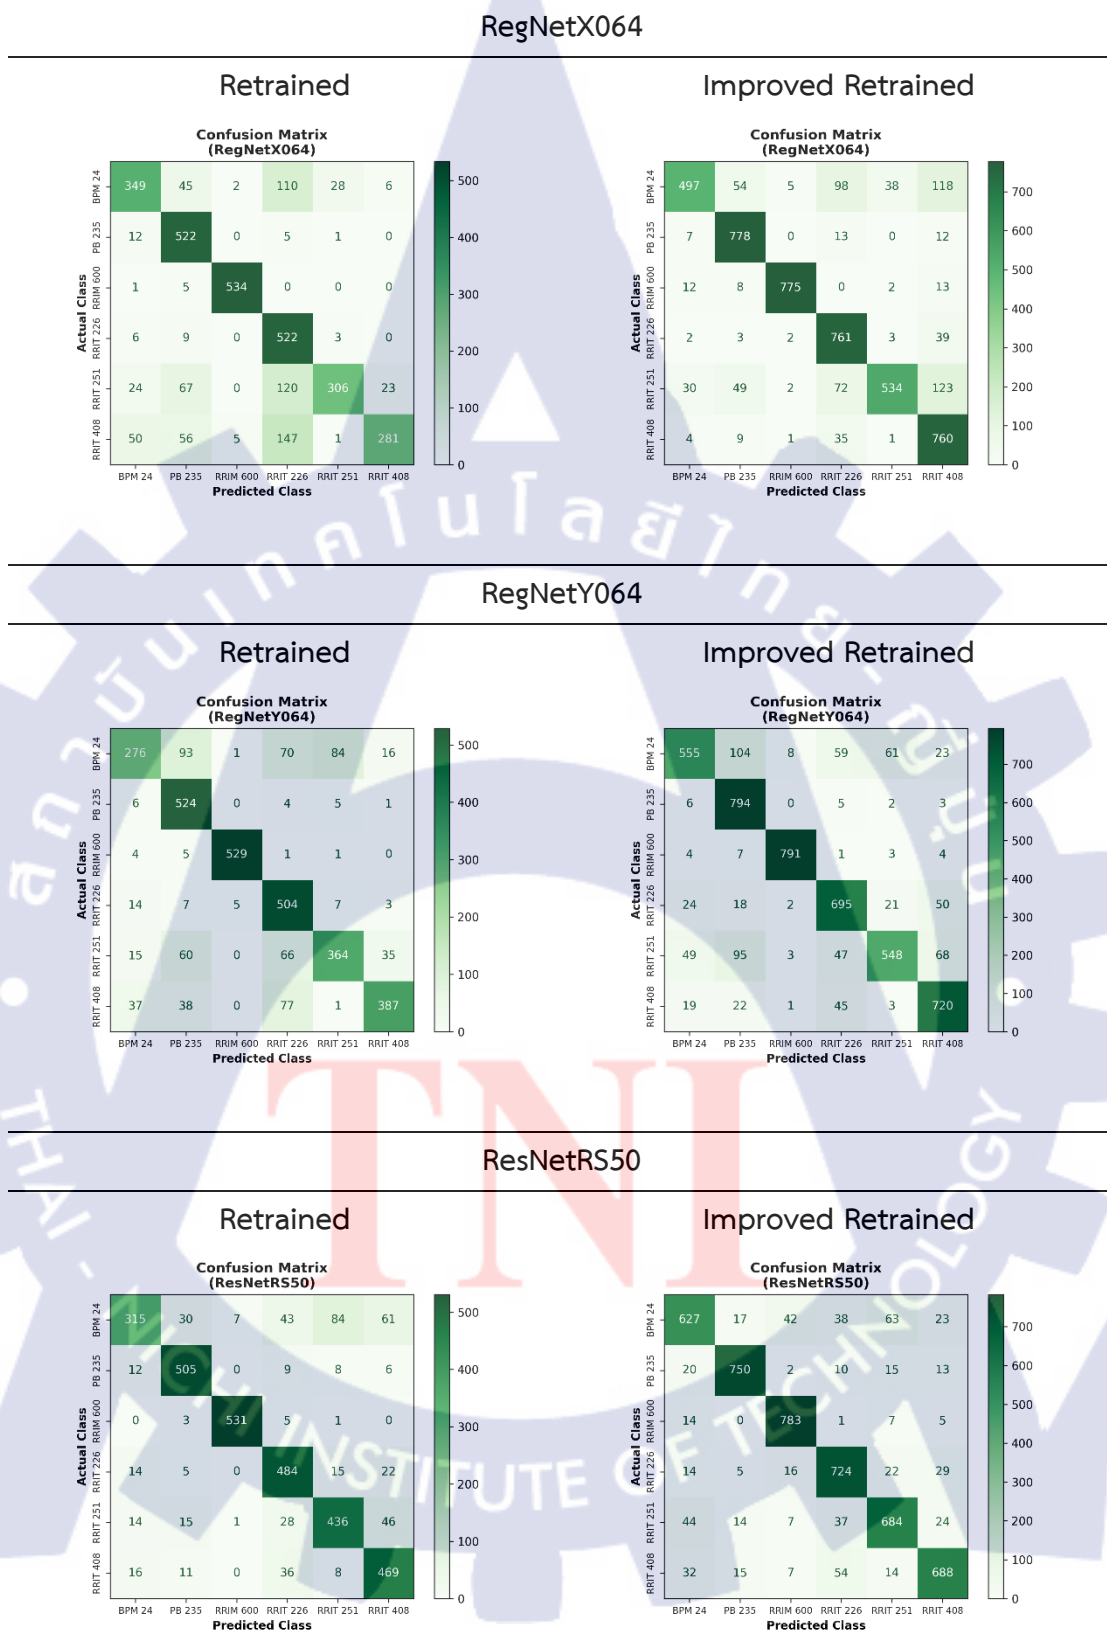 RegNetX064
Retrained Improved Retrained
Confusion Matrix
(RegNetX064)
Actual Class
BPM 24 349 45 2 110 28 6
PB 235 12 522 0 5 1 0
RRIM 600 1 5 534 0 0 0
RRIT 226 6 9 0 522 3 0
RRIT 251 24 67 0 120 306 23
RRIT 408 50 56 5 147 1 281
BPM 24 PB 235 RRIM 600 RRIT 226 RRIT 251 RRIT 408
Predicted Class
500
400
300
200
100
0
Confusion Matrix
(RegNetX064)
Actual Class
BPM 24 497 54 5 98 38 118
PB 235 7 778 0 13 0 12
RRIM 600 12 8 775 0 2 13
RRIT 226 2 3 2 761 3 39
RRIT 251 30 49 2 72 534 123
RRIT 408 4 9 1 35 1 760
BPM 24 PB 235 RRIM 600 RRIT 226 RRIT 251 RRIT 408
Predicted Class
700
600
500
400
300
200
100
0
RegNetY064
Retrained Improved Retrained
Confusion Matrix
(RegNetY064)
Actual Class
BPM 24 276 93 1 70 84 16
PB 235 6 524 0 4 5 1
RRIM 600 4 5 529 1 1 0
RRIT 226 14 7 5 504 7 3
RRIT 251 15 60 0 66 364 35
RRIT 408 37 38 0 77 1 387
BPM 24 PB 235 RRIM 600 RRIT 226 RRIT 251 RRIT 408
Predicted Class
500
400
300
200
100
0
Confusion Matrix
(RegNetY064)
Actual Class
BPM 24 555 104 8 59 61 23
PB 235 6 794 0 5 2 3
RRIM 600 4 7 791 1 3 4
RRIT 226 24 18 2 695 21 50
RRIT 251 49 95 3 47 548 68
RRIT 408 19 22 1 45 3 720
BPM 24 PB 235 RRIM 600 RRIT 226 RRIT 251 RRIT 408
Predicted Class
700
600
500
400
300
200
100
0
ResNetRS50
Retrained Improved Retrained
Confusion Matrix
(ResNetRS50)
Actual Class
BPM 24 315 30 7 43 84 61
PB 235 12 505 0 9 8 6
RRIM 600 0 3 531 5 1 0
RRIT 226 14 5 0 484 15 22
RRIT 251 14 15 1 28 436 46
RRIT 408 16 11 0 36 8 469
BPM 24 PB 235 RRIM 600 RRIT 226 RRIT 251 RRIT 408
Predicted Class
500
400
300
200
100
0
Confusion Matrix
(ResNetRS50)
Actual Class
BPM 24 627 17 42 38 63 23
PB 235 20 750 2 10 15 13
RRIM 600 14 0 783 1 7 5
RRIT 226 14 5 16 724 22 29
RRIT 251 44 14 7 37 684 24
RRIT 408 32 15 7 54 14 688
BPM 24 PB 235 RRIM 600 RRIT 226 RRIT 251 RRIT 408
Predicted Class
700
600
500
400
300
200
100
0
สถาบันเทคโนโลยีไทย-ญี่ปุ่น
TNI
THAI - NICHI INSTITUTE OF TECHNOLOGY